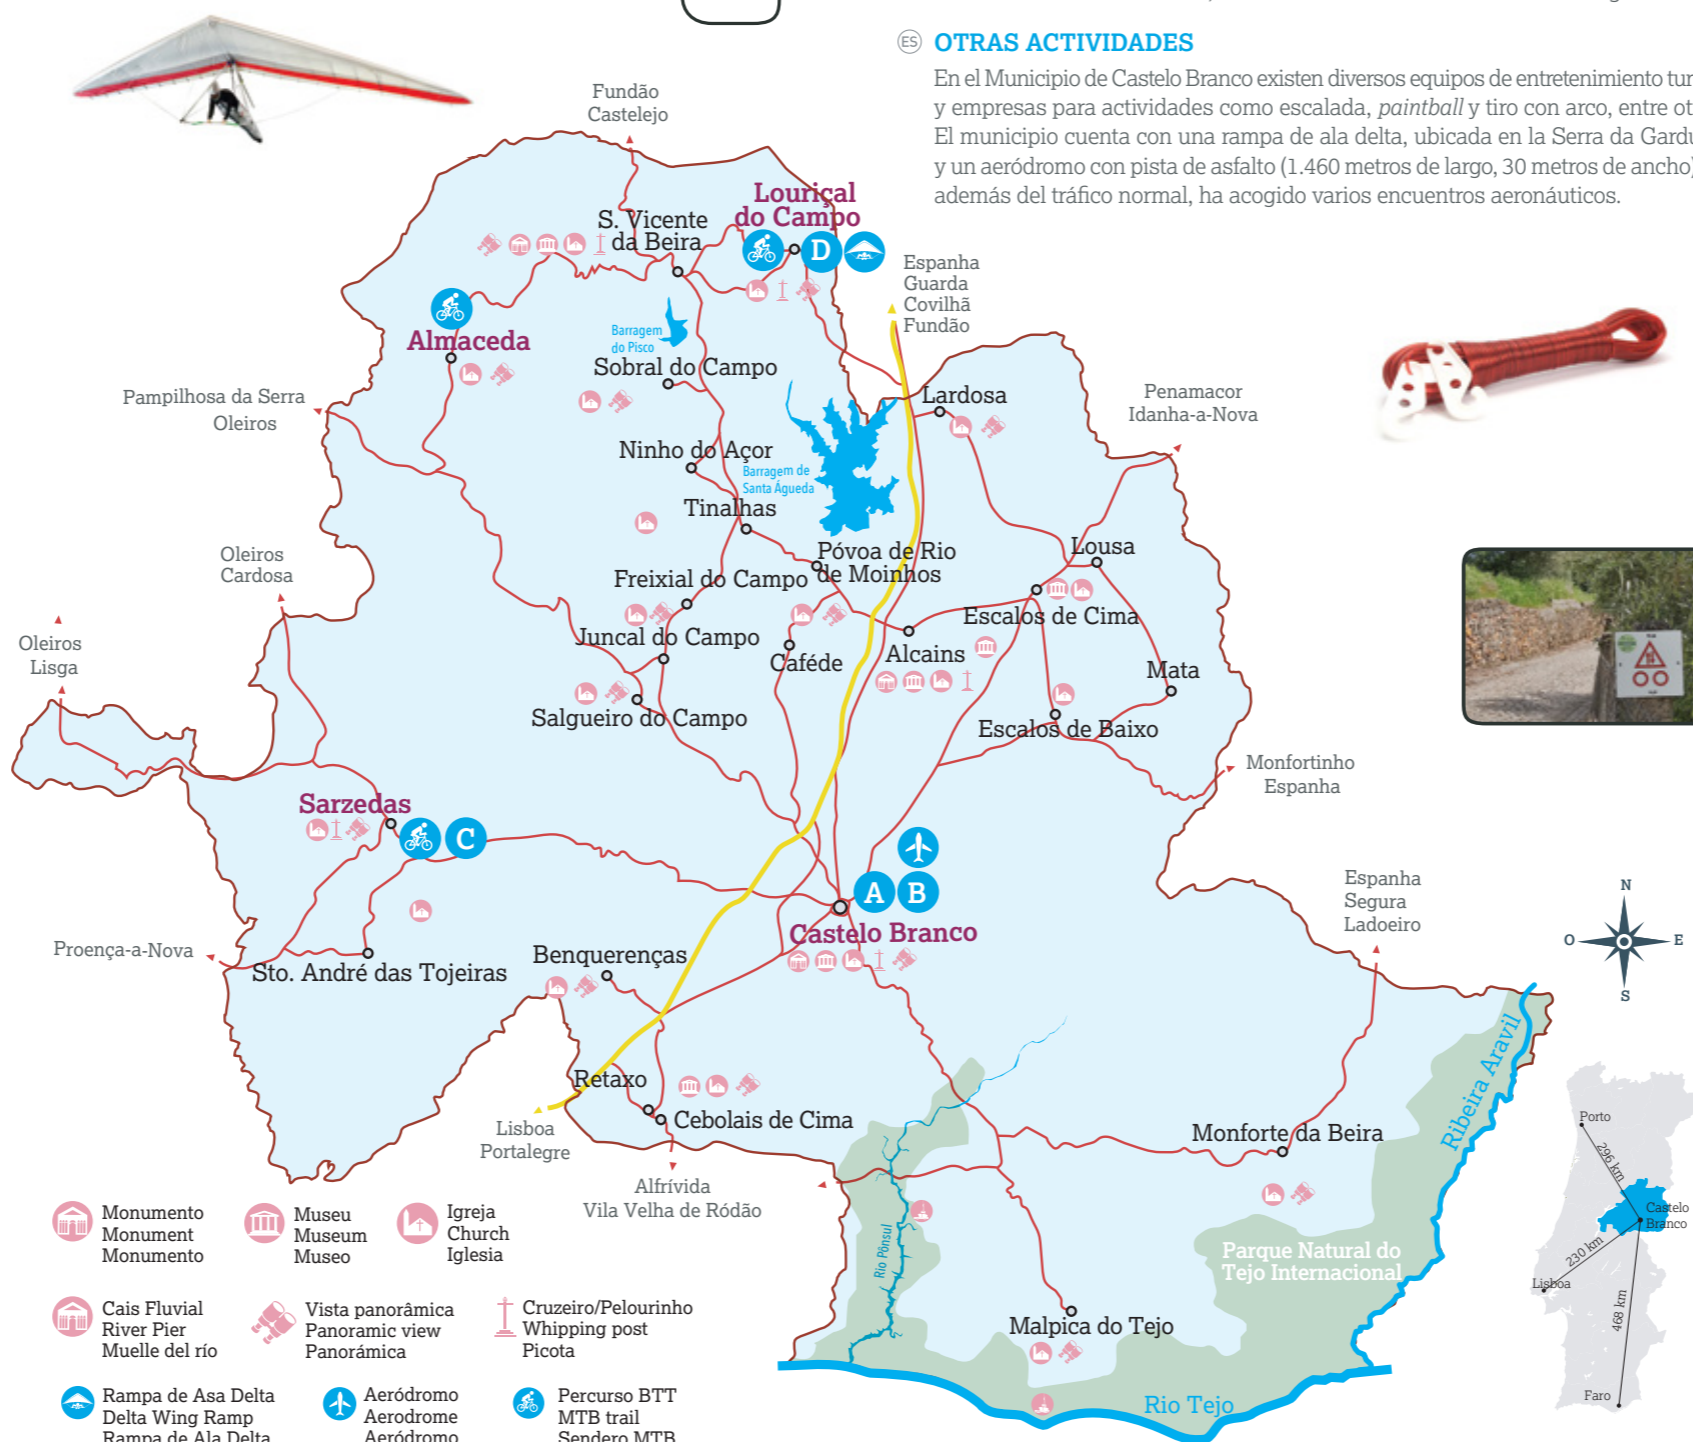 ES OTRAS ACTIVIDADES
En el Municipio de Castelo Branco existen diversos equipos de entretenimiento
y empresas para actividades como escalada, paintball y tiro con arco, entre
El municipio cuenta con una rampa de ala delta, ubicada en la Serra da
y un aeródromo con pista de asfalto (1.460 metros de largo, 30 metros de ancho)
además del tráfico normal, ha acogido varios encuentros aeronáuticos.
Fundão
Castelejo
Louriçal
do Campo
S. Vicente
da Beira
D
Espanha
Guarda
Covilhã
Fundão
Almaceda
Barragem
do Pisco
Sobral do Campo
Pampilhosa da Serra
Oleiros
Lardosa
Penamacor
Idanha-a-Nova
Ninho do Açor
Barragem de
Santa Águeda
Tinalhas
Oleiros
Cardosa
Póvoa de Rio
de Moinhos
Lousa
Freixial do Campo
Escalos de Cima
Oleiros
Lisga
Juncal do Campo
Caféde
Alcains
Mata
Salgueiro do Campo
Escalos de Baixo
Monfortinho
Espanha
Sarzedas
C
A B
Castelo Branco
Espanha
Segura
Ladoeiro
N
O E
S
Proença-a-Nova
Sto. André das Tojeiras
Benquerenças
Retaxo
Cebolais de Cima
Lisboa
Portalegre
Alfrívida
Vila Velha de Ródão
Monforte da Beira
Ribeira Aravil
Rio Pônsul
Parque Natural do
Tejo Internacional
Malpica do Tejo
Rio Tejo
Porto
296 km
Castelo
Branco
230 km
Lisboa
468 km
Faro
Monumento
Monument
Monumento
Museu
Museum
Museo
Igreja
Church
Iglesia
Cais Fluvial
River Pier
Muelle del río
Vista panorâmica
Panoramic view
Panorámica
Cruzeiro/Pelourinho
Whipping post
Picota
Rampa de Asa Delta
Delta Wing Ramp
Rampa de Ala Delta
Aeródromo
Aerodrome
Aeródromo
Percurso BTT
MTB trail
Sendero MTB